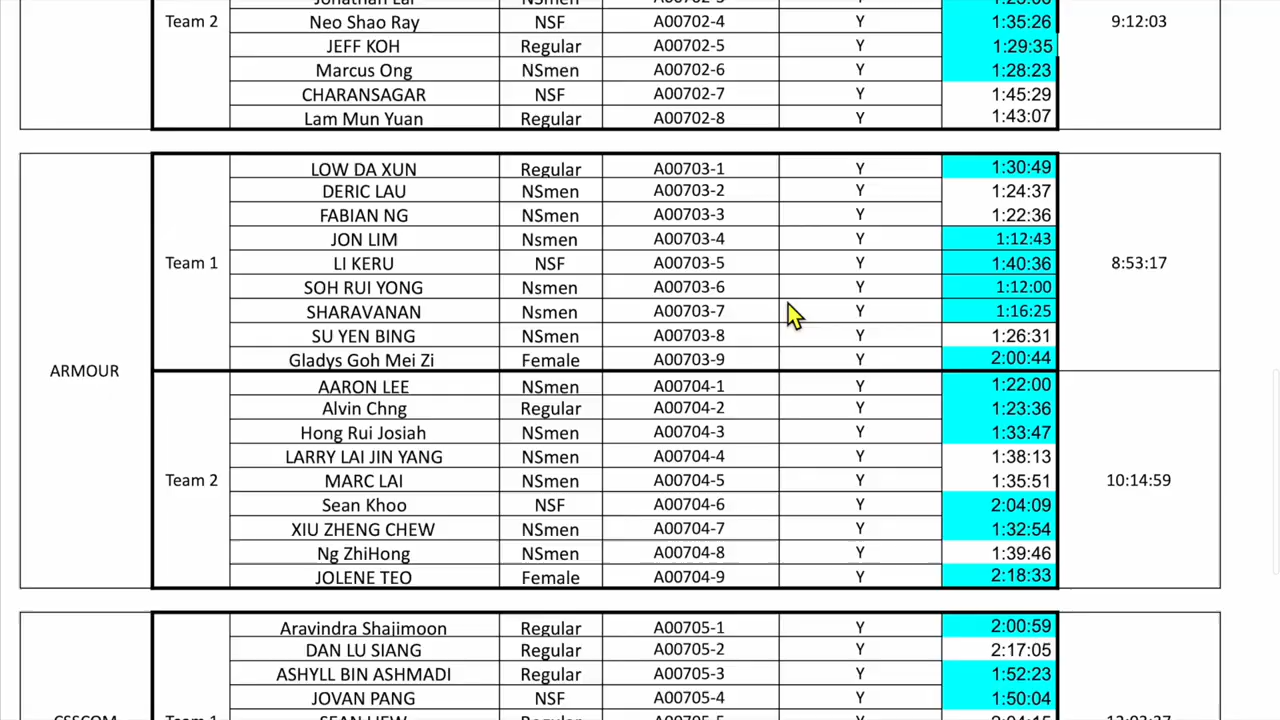 Team 2
Neo Shao Ray NSF A00702-4 Y 1:35:26 9:12:03
JEFF KOH Regular A00702-5 Y 1:29:35
Marcus Ong NSmen A00702-6 Y 1:28:23
CHARANSAGAR NSF A00702-7 Y 1:45:29
Lam Mun Yuan Regular A00702-8 Y 1:43:07
ARMOUR
Team 1
LOW DA XUN Regular A00703-1 Y 1:30:49
DERIC LAU NSmen A00703-2 Y 1:24:37
FABIAN NG NSmen A00703-3 Y 1:22:36
JON LIM Nsmen A00703-4 Y 1:12:43
LI KERU NSF A00703-5 Y 1:40:36 8:53:17
SOH RUI YONG Nsmen A00703-6 Y 1:12:00
SHARAVANAN Nsmen A00703-7 Y 1:16:25
SU YEN BING NSmen A00703-8 Y 1:26:31
Gladys Goh Mei Zi Female A00703-9 Y 2:00:44
Team 2
AARON LEE NSmen A00704-1 Y 1:22:00
Alvin Chng Regular A00704-2 Y 1:23:36
Hong Rui Josiah NSmen A00704-3 Y 1:33:47
LARRY LAI JIN YANG NSmen A00704-4 Y 1:38:13
MARC LAI NSmen A00704-5 Y 1:35:51 10:14:59
Sean Khoo NSF A00704-6 Y 2:04:09
XIU ZHENG CHEW NSmen A00704-7 Y 1:32:54
Ng ZhiHong NSmen A00704-8 Y 1:39:46
JOLENE TEO Female A00704-9 Y 2:18:33
Aravindra Shajimoon Regular A00705-1 Y 2:00:59
DAN LU SIANG Regular A00705-2 Y 2:17:05
ASHYLL BIN ASHMADI Regular A00705-3 Y 1:52:23
JOVAN PANG NSF A00705-4 Y 1:50:04